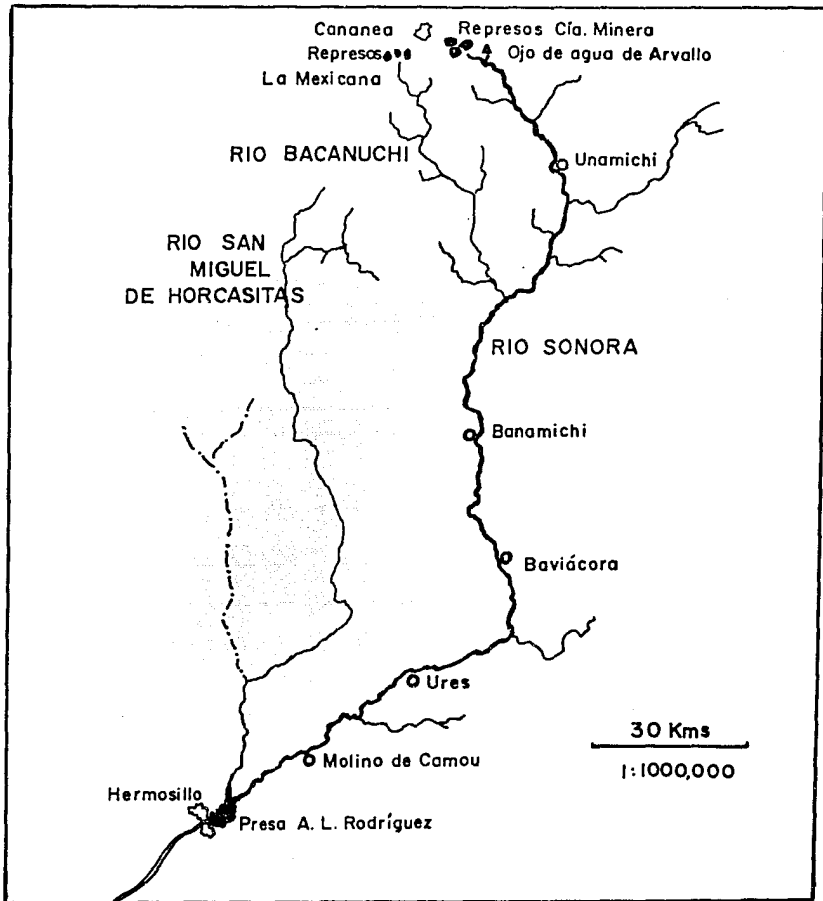 Cananea
Represos Cía. Minera
Represos
Ojo de agua de Arvallo
La Mexicana
RIO BACANUCHI
Unamichi
RIO SAN
MIGUEL
DE HORCASITAS
RIO SONORA
Banamichi
Baviácora
Ures
30 Kms
1:1000,000
Molino de Camou
Hermosillo
Presa A. L. Rodríguez